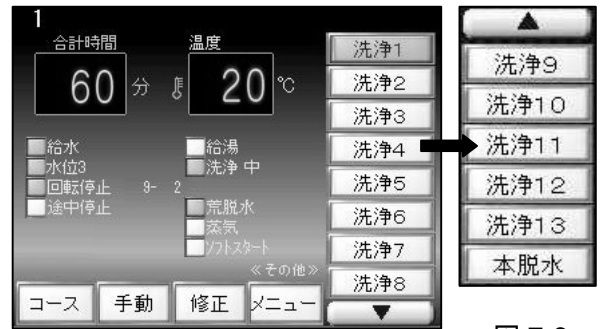 1
合計時間
60 分
温度
20 ℃
給水
水位3
回転停止 9- 2
途中停止
給湯
洗浄 中
荒脱水
蒸気
ソフトスタート
≪その他≫
コース
手動
修正
メニュー
洗浄1
洗浄2
洗浄3
洗浄4
洗浄5
洗浄6
洗浄7
洗浄8
▼
▲
洗浄9
洗浄10
洗浄11
洗浄12
洗浄13
本脱水